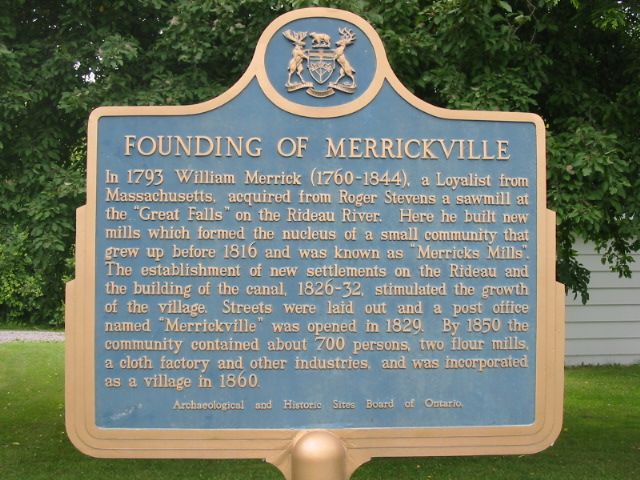 FOUNDING OF MERRICKVILLE
In 1793 William Merrick (1760-1844), a Loyalist from
Massachusetts, acquired from Roger Stevens a sawmill at
the "Great Falls" on the Rideau River. Here he built new
mills which formed the nucleus of a small community that
grew up before 1816 and was known as "Merricks Mills".
The establishment of new settlements on the Rideau and
the building of the canal, 1826-32, stimulated the growth
of the village. Streets were laid out and a post office
named "Merrickville" was opened in 1829. By 1850 the
community contained about 700 persons, two flour mills,
a cloth factory and other industries, and was incorporated
as a village in 1860.
Archaeological and Historic Sites Board of Ontario.